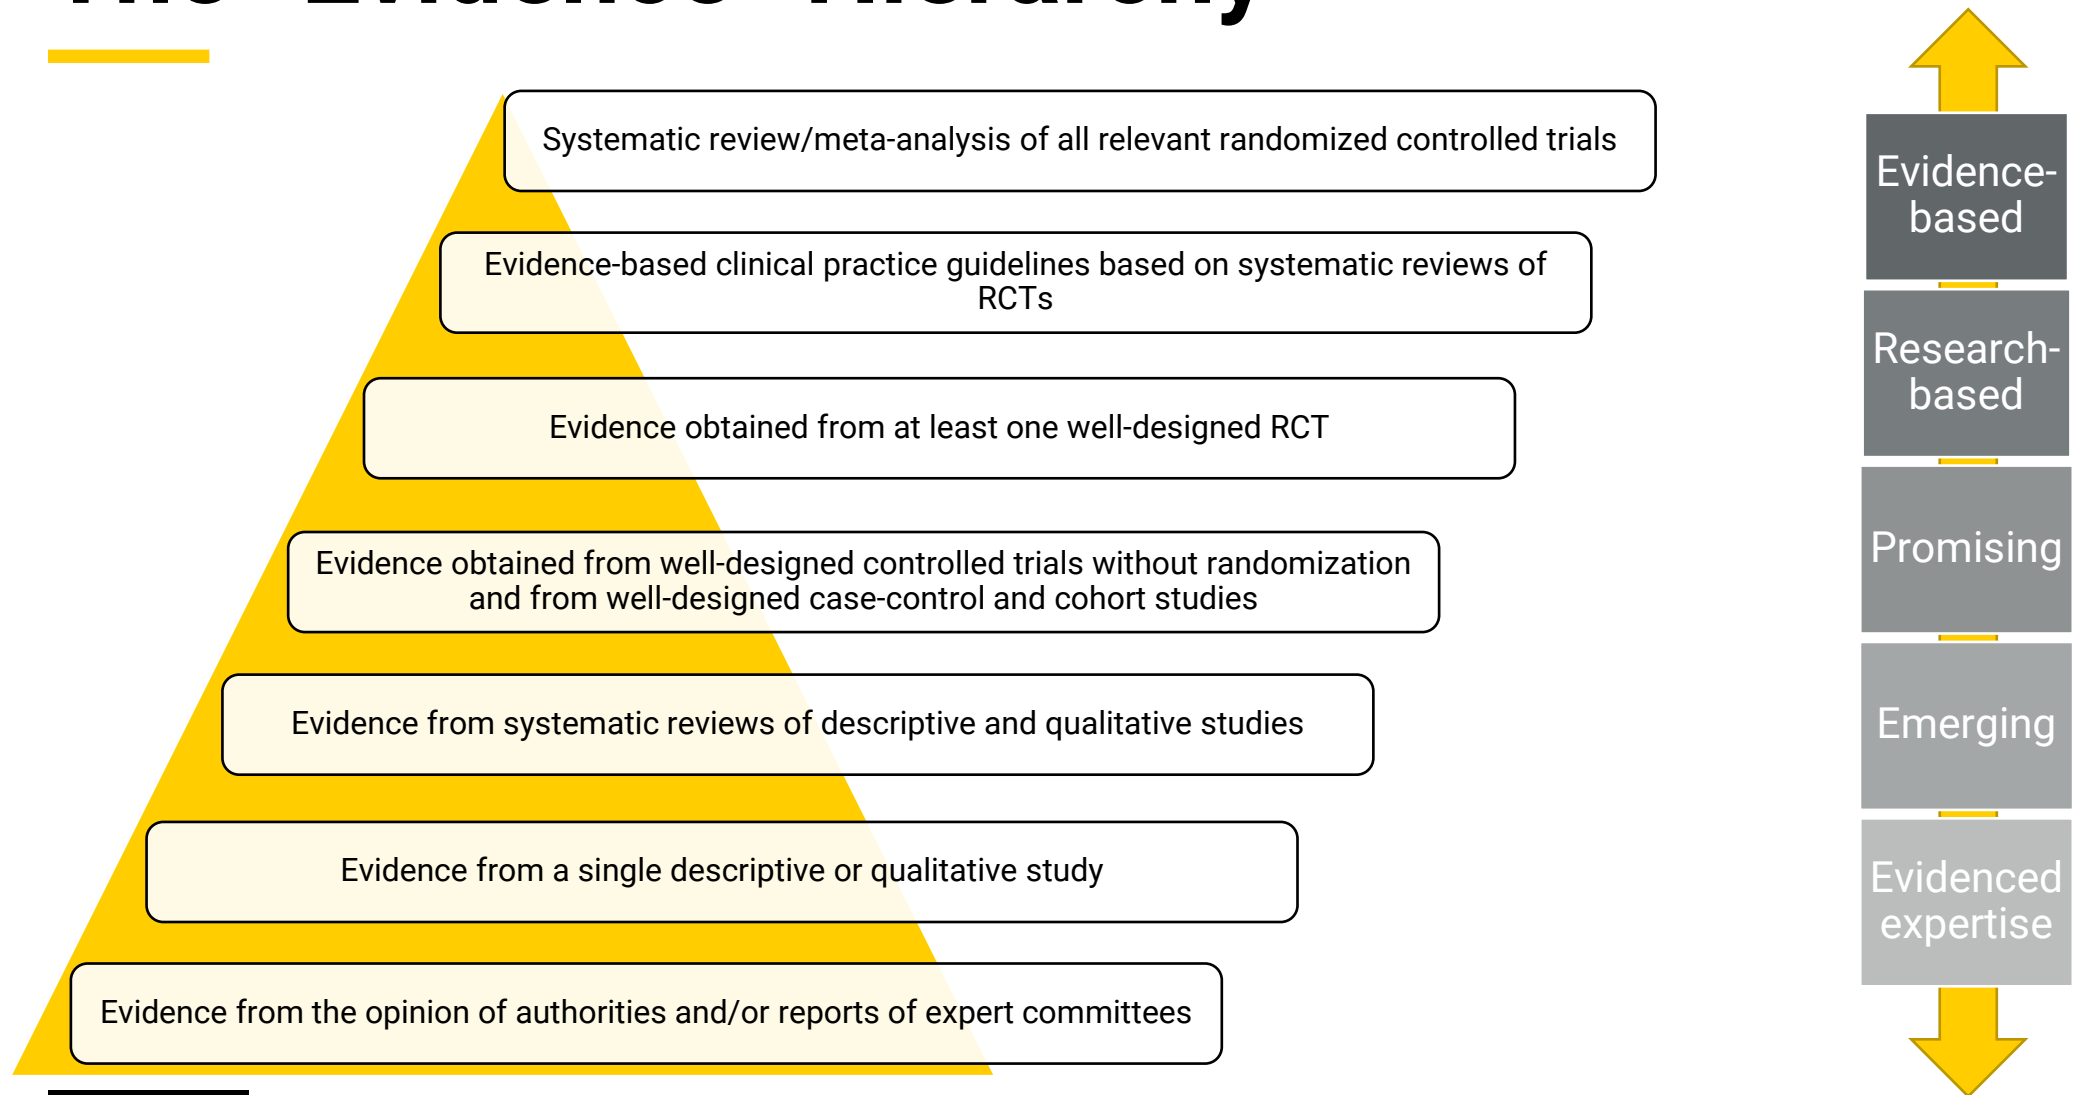 The "Evidence" Hierarchy
Systematic review/meta-analysis of all relevant randomized controlled trials
Evidence-based clinical practice guidelines based on systematic reviews of
RCTs
Evidence obtained from at least one well-designed RCT
Evidence obtained from well-designed controlled trials without randomization
and from well-designed case-control and cohort studies
Evidence from systematic reviews of descriptive and qualitative studies
Evidence from a single descriptive or qualitative study
Evidence from the opinion of authorities and/or reports of expert committees
Evidence-
based
Research-
based
Promising
Emerging
Evidenced
expertise